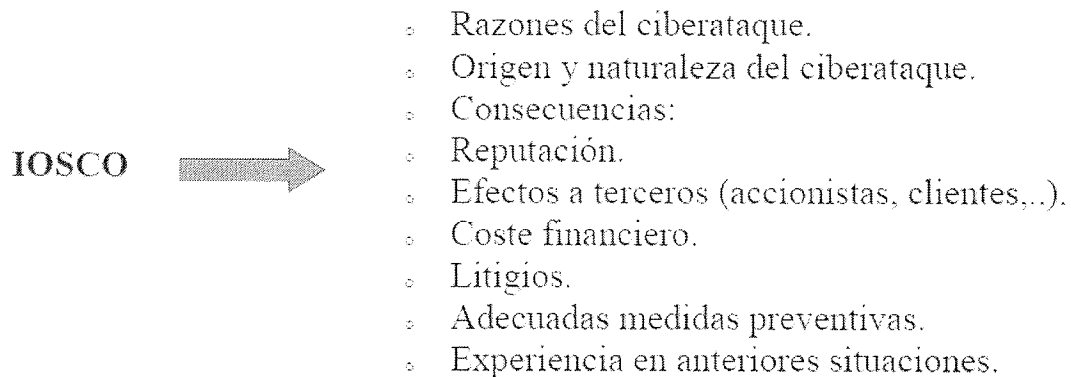 Razones del ciberataque.
Origen y naturaleza del ciberataque.
Consecuencias:
IOSCO
Reputación.
Efectos a terceros (accionistas, clientes,..).
Coste financiero.
Litigios.
Adecuadas medidas preventivas.
Experiencia en anteriores situaciones.